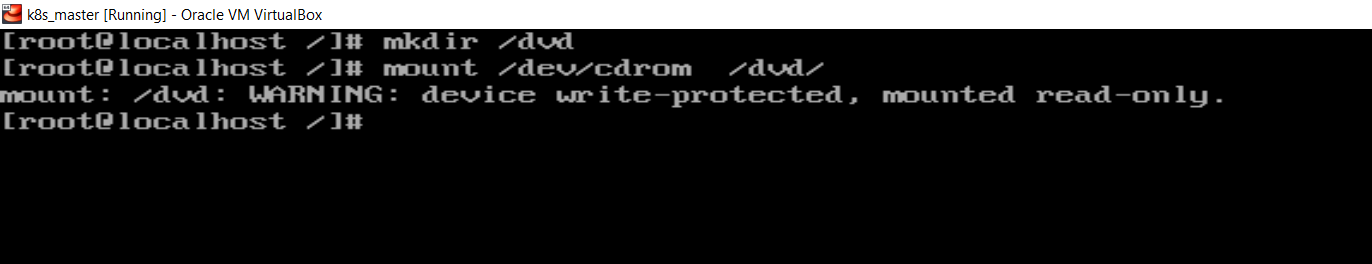 k8s_master [Running] - Oracle VM VirtualBox
[root@localhost /]# mkdir /dvd
[root@localhost /]# mount /dev/cdrom  /dvd/
mount: /dvd: WARNING: device write-protected, mounted read-only.
[root@localhost /]#